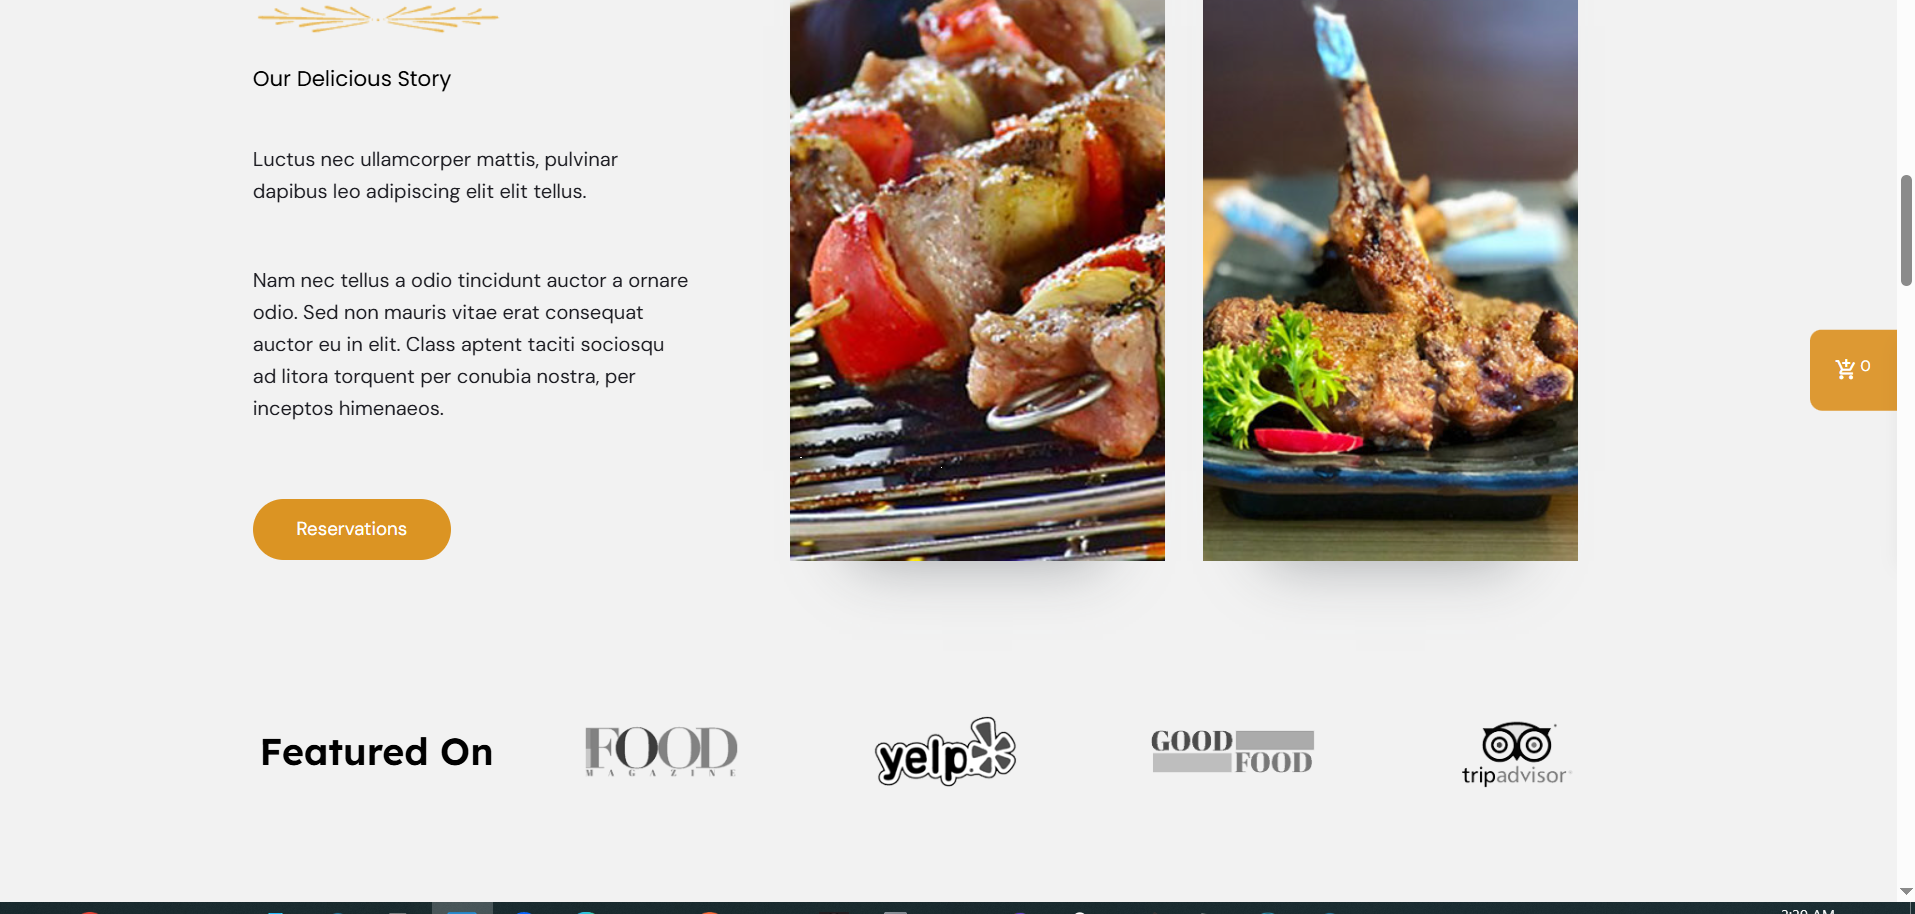 Our Delicious Story
Luctus nec ullamcorper mattis, pulvinar
dapibus leo adipiscing elit elit tellus.
Nam nec tellus a odio tincidunt auctor a ornare
odio. Sed non mauris vitae erat consequat
auctor eu in elit. Class aptent taciti sociosqu
ad litora torquent per conubia nostra, per
inceptos himenaeos.
Reservations
0
Featured On
FOOD
MAGAZINE
yelp
GOOD
FOOD
tripadvisor